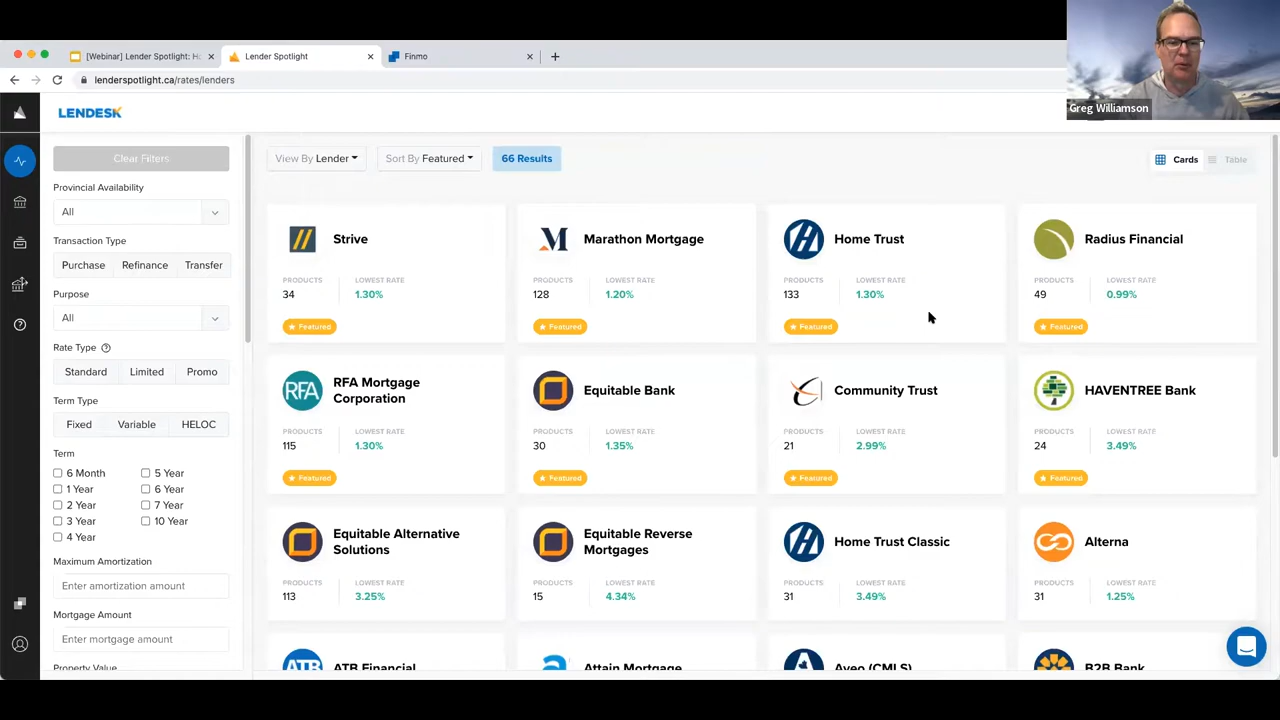 [Webinar] Lender Spotlight: Ho
Lender Spotlight
Finmo
lenderspotlight.ca/rates/lenders
Greg Williamson
LENDESK
Clear Filters
Provincial Availability
All
Transaction Type
Purchase Refinance Transfer
Purpose
All
Rate Type
Standard Limited Promo
Term Type
Fixed Variable HELOC
Term
6 Month 5 Year
1 Year 6 Year
2 Year 7 Year
3 Year 10 Year
4 Year
Maximum Amortization
Enter amortization amount
Mortgage Amount
Enter mortgage amount
Property Value
View By Lender Sort By Featured 66 Results Cards Table
Strive
PRODUCTS LOWEST RATE
34 1.30%
Featured
Marathon Mortgage
PRODUCTS LOWEST RATE
128 1.20%
Featured
Home Trust
PRODUCTS LOWEST RATE
133 1.30%
Featured
Radius Financial
PRODUCTS LOWEST RATE
49 0.99%
Featured
RFA
RFA Mortgage
Corporation
PRODUCTS LOWEST RATE
115 1.30%
Featured
Equitable Bank
PRODUCTS LOWEST RATE
30 1.35%
Featured
Community Trust
PRODUCTS LOWEST RATE
21 2.99%
Featured
HAVENTREE Bank
PRODUCTS LOWEST RATE
24 3.49%
Featured
Equitable Alternative
Solutions
PRODUCTS LOWEST RATE
113 3.25%
Equitable Reverse
Mortgages
PRODUCTS LOWEST RATE
15 4.34%
Home Trust Classic
PRODUCTS LOWEST RATE
31 3.49%
Alterna
PRODUCTS LOWEST RATE
31 1.25%
ATB
ATB Financial
Attain Mortgage
Aveo (CMLS)
B2B Bank